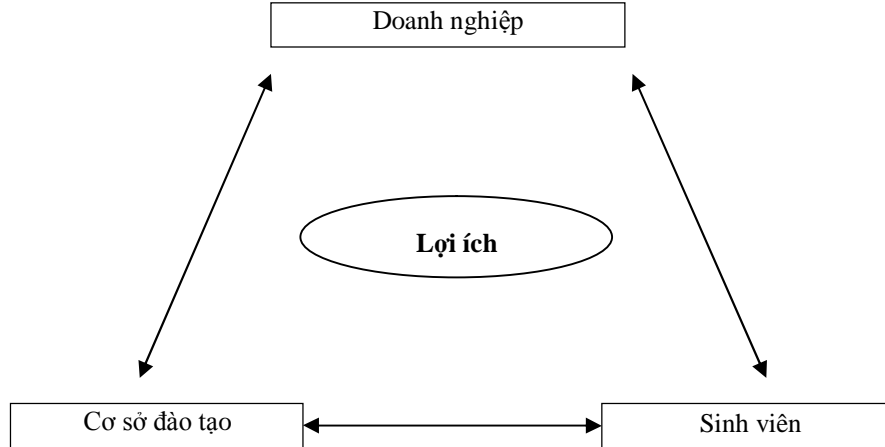 Doanh nghiệp
Lợi ích
Cơ sở đào tạo
Sinh viên